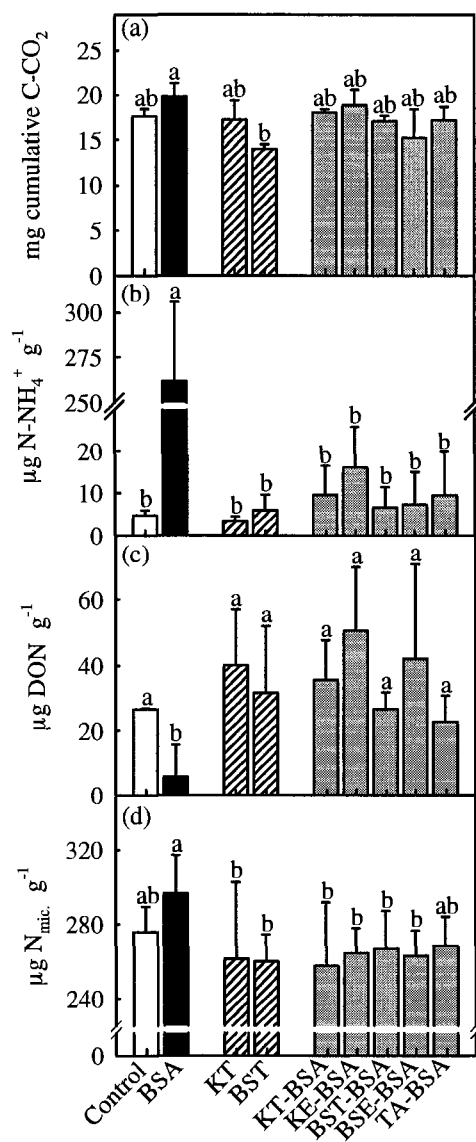 (a)
mg cumulative C-CO2
25
20
15
10
5
0
ab
a
ab
b
ab
ab
ab
ab
ab
(b)
µg N-NH4+ g-1
300
275
250
20
10
0
b
a
b
b
b
b
b
b
b
(c)
µg DON g-1
60
40
20
0
a
b
a
a
a
a
a
a
a
(d)
µg Nmic. g-1
320
280
240
0
ab
a
b
b
b
b
b
b
ab
Control
BSA
KT
BST
KT-BSA
KE-BSA
BST-BSA
BSE-BSA
TA-BSA